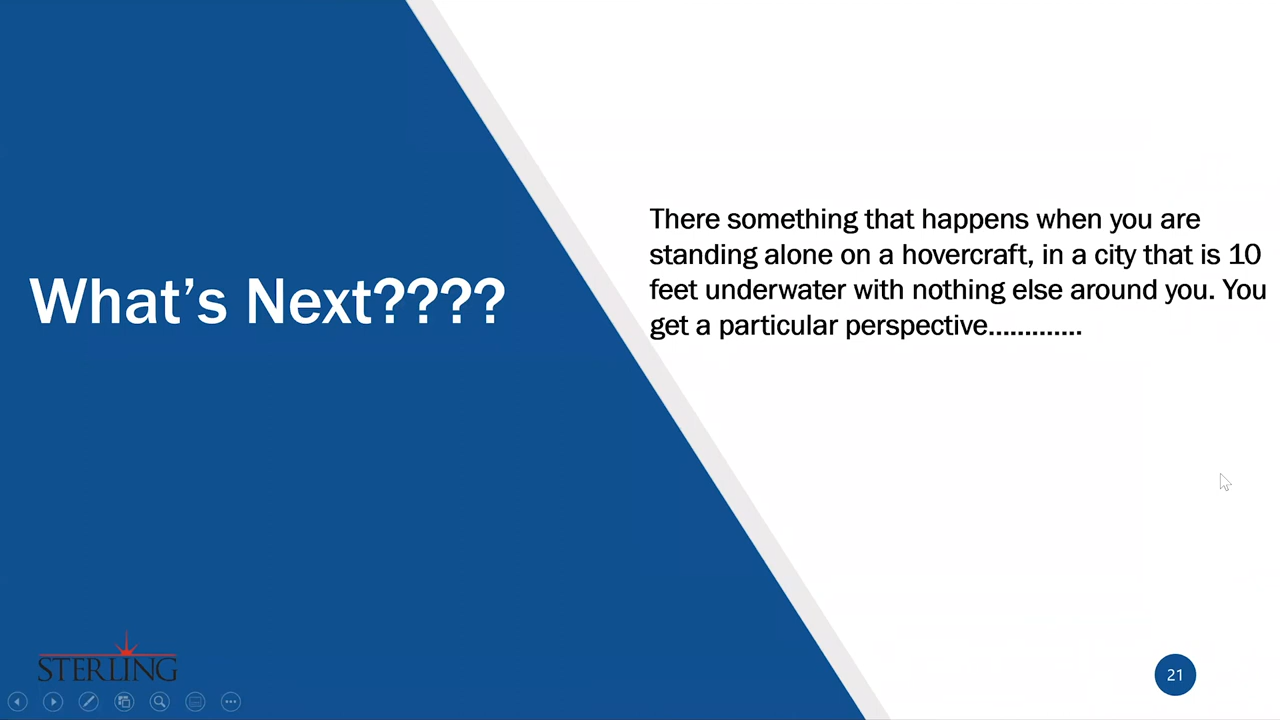 What's Next????
There something that happens when you are
standing alone on a hovercraft, in a city that is 10
feet underwater with nothing else around you. You
get a particular perspective.............
STERLING
21